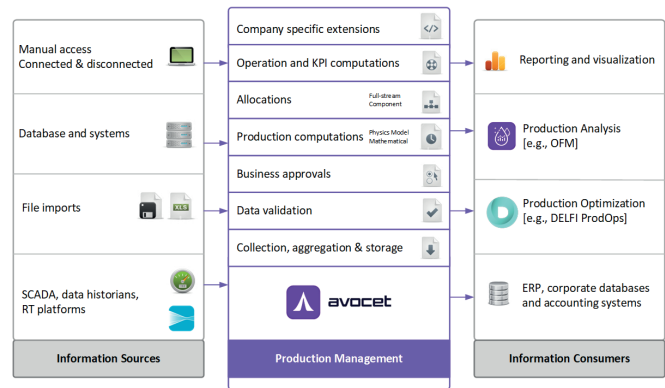 Manual access
Connected & disconnected
Database and systems
File imports
XLS
SCADA, data historians,
RT platforms
Information Sources
Company specific extensions
</>
Operation and KPI computations
Allocations
Full-stream
Component
Production computations
Physics Model
Mathematical
Business approvals
Data validation
Collection, aggregation & storage
avocet
Production Management
Reporting and visualization
Production Analysis
[e.g., OFM]
Production Optimization
[e.g., DELFI ProdOps]
ERP, corporate databases
and accounting systems
Information Consumers